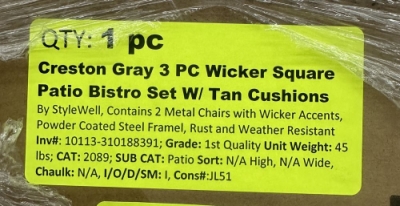 QTY: 1 pc
Creston Gray 3 PC Wicker Square
Patio Bistro Set W/ Tan Cushions
By StyleWell, Contains 2 Metal Chairs with Wicker Accents,
Powder Coated Steel Framel, Rust and Weather Resistant
Inv# - 10113-310188391; Grade: 1st Quality Unit Weight: 45
lbs; CAT: 2089; SUB CAT: Patio Sort: N/A High, N/A Wide,
Chaulk: N/A, I/O/D/SM: I, Cons#:JL51